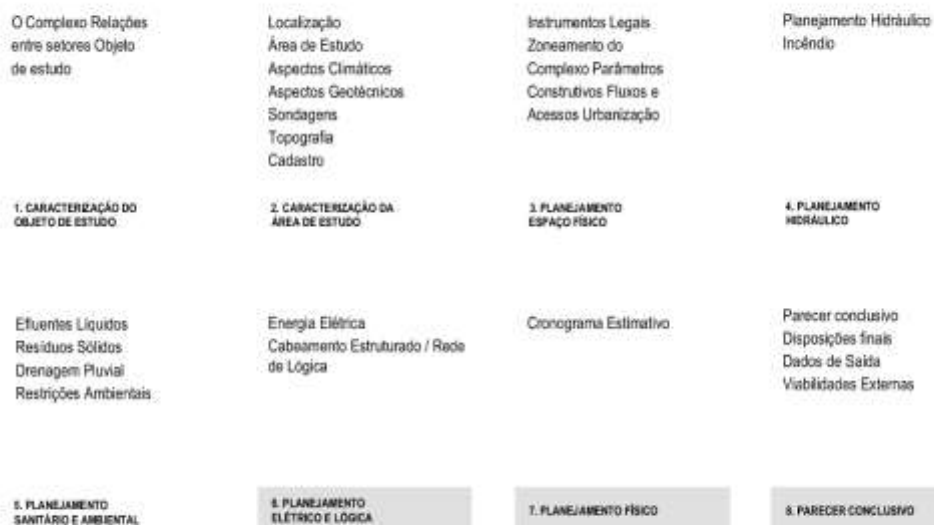 O Complexo Relações
entre setores Objeto
de estudo
1. CARACTERIZAÇÃO DO
OBJETO DE ESTUDO
Localização
Área de Estudo
Aspectos Climáticos
Aspectos Geotécnicos
Sondagens
Topografia
Cadastro
2. CARACTERIZAÇÃO DA
ÁREA DE ESTUDO
Instrumentos Legais
Zoneamento do
Complexo Parâmetros
Construtivos Fluxos e
Acessos Urbanização
3. PLANEJAMENTO
ESPAÇO FÍSICO
Planejamento Hidráulico
Incêndio
4. PLANEJAMENTO
HIDRÁULICO
Efluentes Líquidos
Resíduos Sólidos
Drenagem Pluvial
Restrições Ambientais
5. PLANEJAMENTO
SANITÁRIO E AMBIENTAL
Energia Elétrica
Cabeamento Estruturado / Rede
de Lógica
6. PLANEJAMENTO
ELÉTRICO E LÓGICA
Cronograma Estimativo
7. PLANEJAMENTO FÍSICO
Parecer conclusivo
Disposições finais
Dados de Saída
Viabilidades Externas
8. PARECER CONCLUSIVO